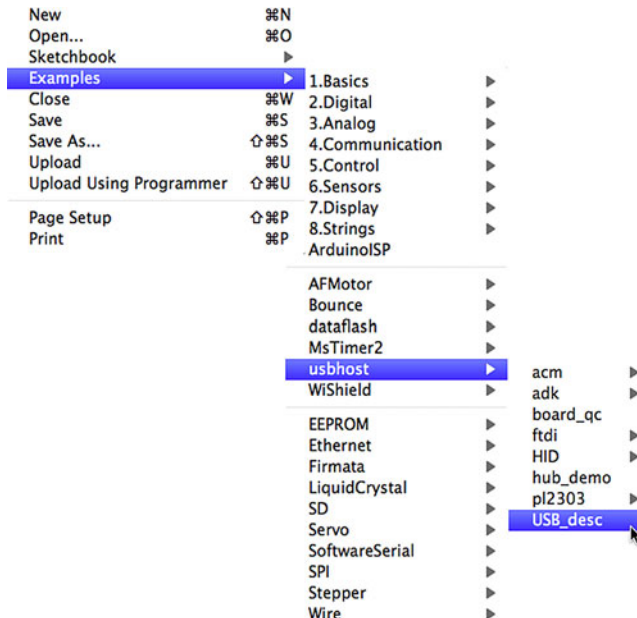 New ⌘N
Open... ⌘O
Sketchbook
Examples
Close ⌘W
Save ⌘S
Save As... ⇧⌘S
Upload ⌘U
Upload Using Programmer ⇧⌘U
Page Setup ⇧⌘P
Print ⌘P
1.Basics
2.Digital
3.Analog
4.Communication
5.Control
6.Sensors
7.Display
8.Strings
ArduinoISP
AFMotor
Bounce
dataflash
MsTimer2
usbhost
WiShield
EEPROM
Ethernet
Firmata
LiquidCrystal
SD
Servo
SoftwareSerial
SPI
Stepper
Wire
acm
adk
board_qc
ftdi
HID
hub_demo
pl2303
USB_desc